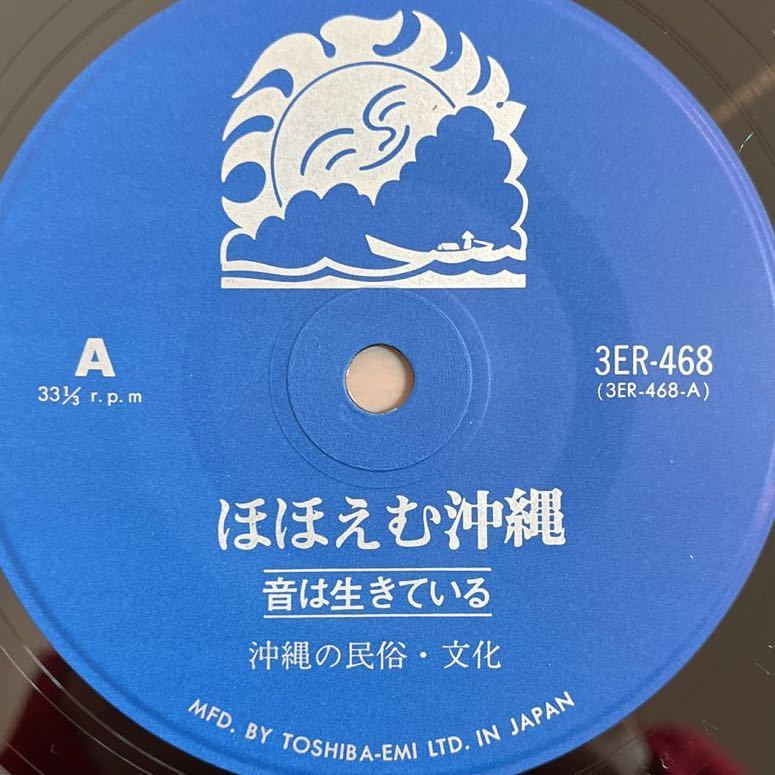 A
33⅓ r.p.m
3ER-468
(3ER-468-A)
ほほえむ沖縄
音は生きている
沖縄の民俗・文化
MFD. BY TOSHIBA-EMI LTD. IN JAPAN